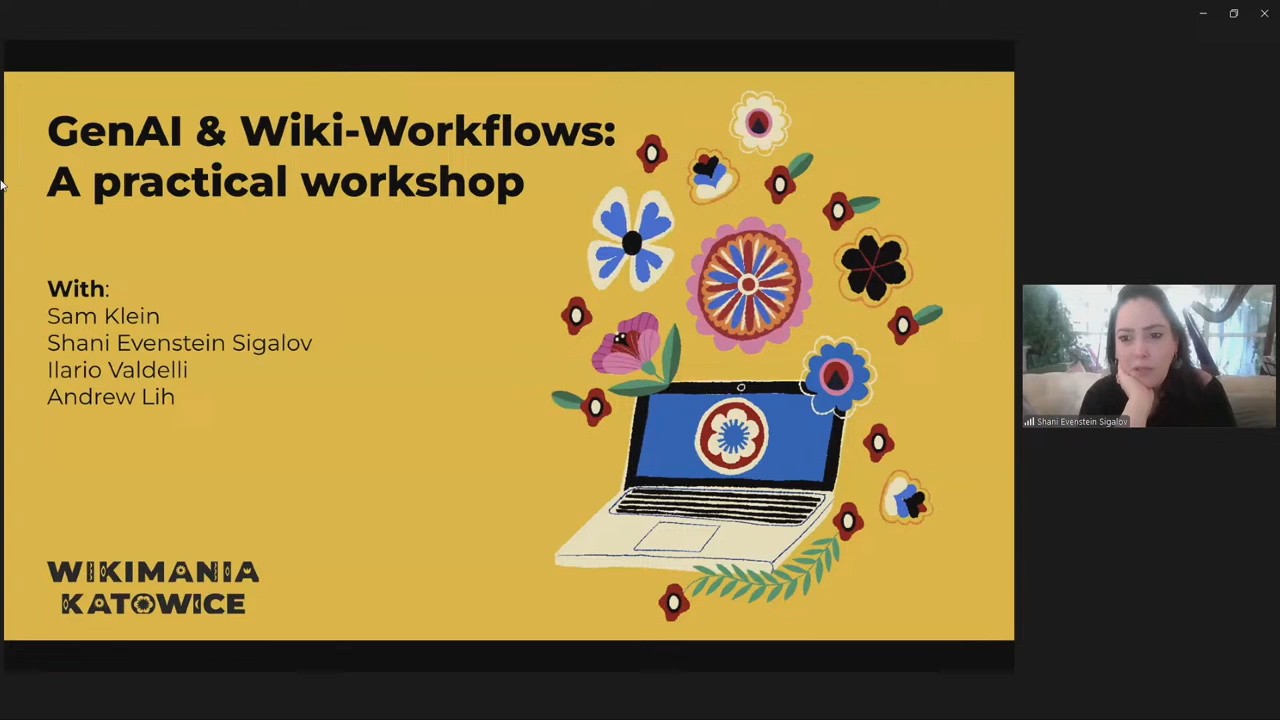 GenAI & Wiki-Workflows:
A practical workshop
With:
Sam Klein
Shani Evenstein Sigalov
Ilario Valdelli
Andrew Lih
WIKIMANIA
KATOWICE
Shani Evenstein Sigalov